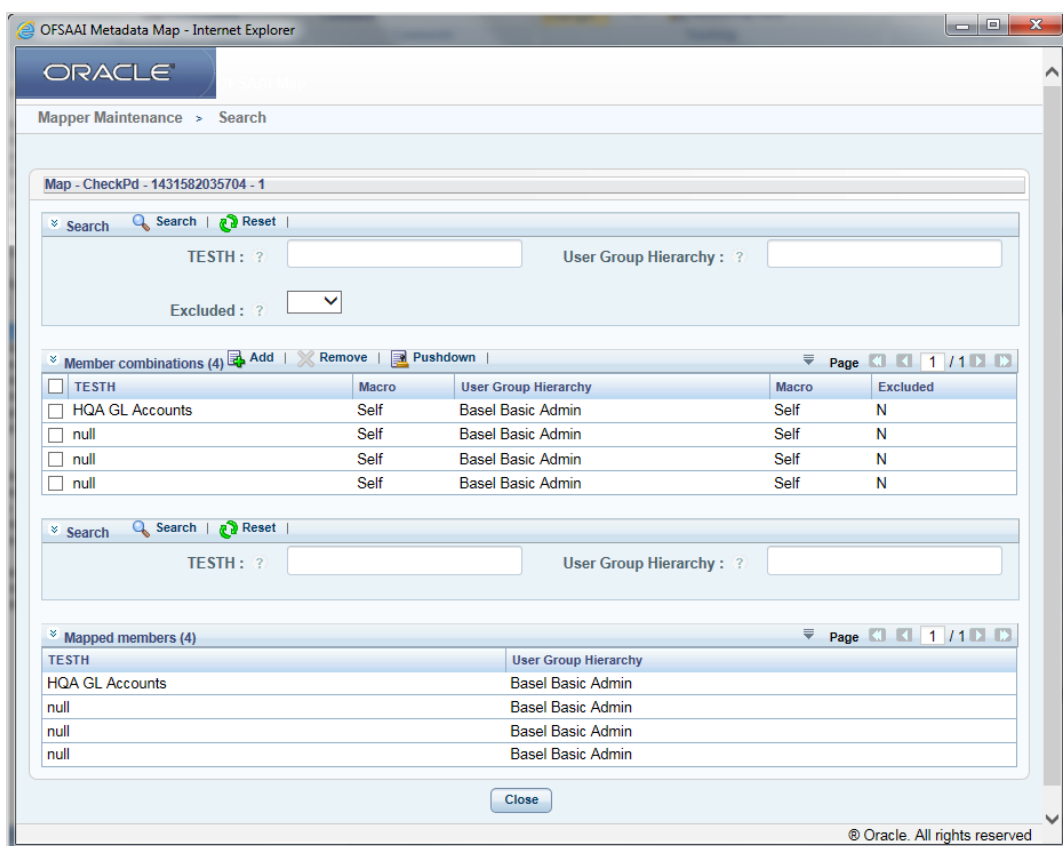 OFSAAI Metadata Map - Internet Explorer
ORACLE
Mapper Maintenance > Search
Map - CheckPd - 1431582035704 - 1
Search Search | Reset |
TESTH : ? User Group Hierarchy : ?
Excluded : ?
Member combinations (4) Add | Remove | Pushdown | Page 1 / 1
TESTH Macro User Group Hierarchy Macro Excluded
HQA GL Accounts Self Basel Basic Admin Self N
null Self Basel Basic Admin Self N
null Self Basel Basic Admin Self N
null Self Basel Basic Admin Self N
Search Search | Reset |
TESTH : ? User Group Hierarchy : ?
Mapped members (4) Page 1 / 1
TESTH User Group Hierarchy
HQA GL Accounts Basel Basic Admin
null Basel Basic Admin
null Basel Basic Admin
null Basel Basic Admin
Close
® Oracle. All rights reserved